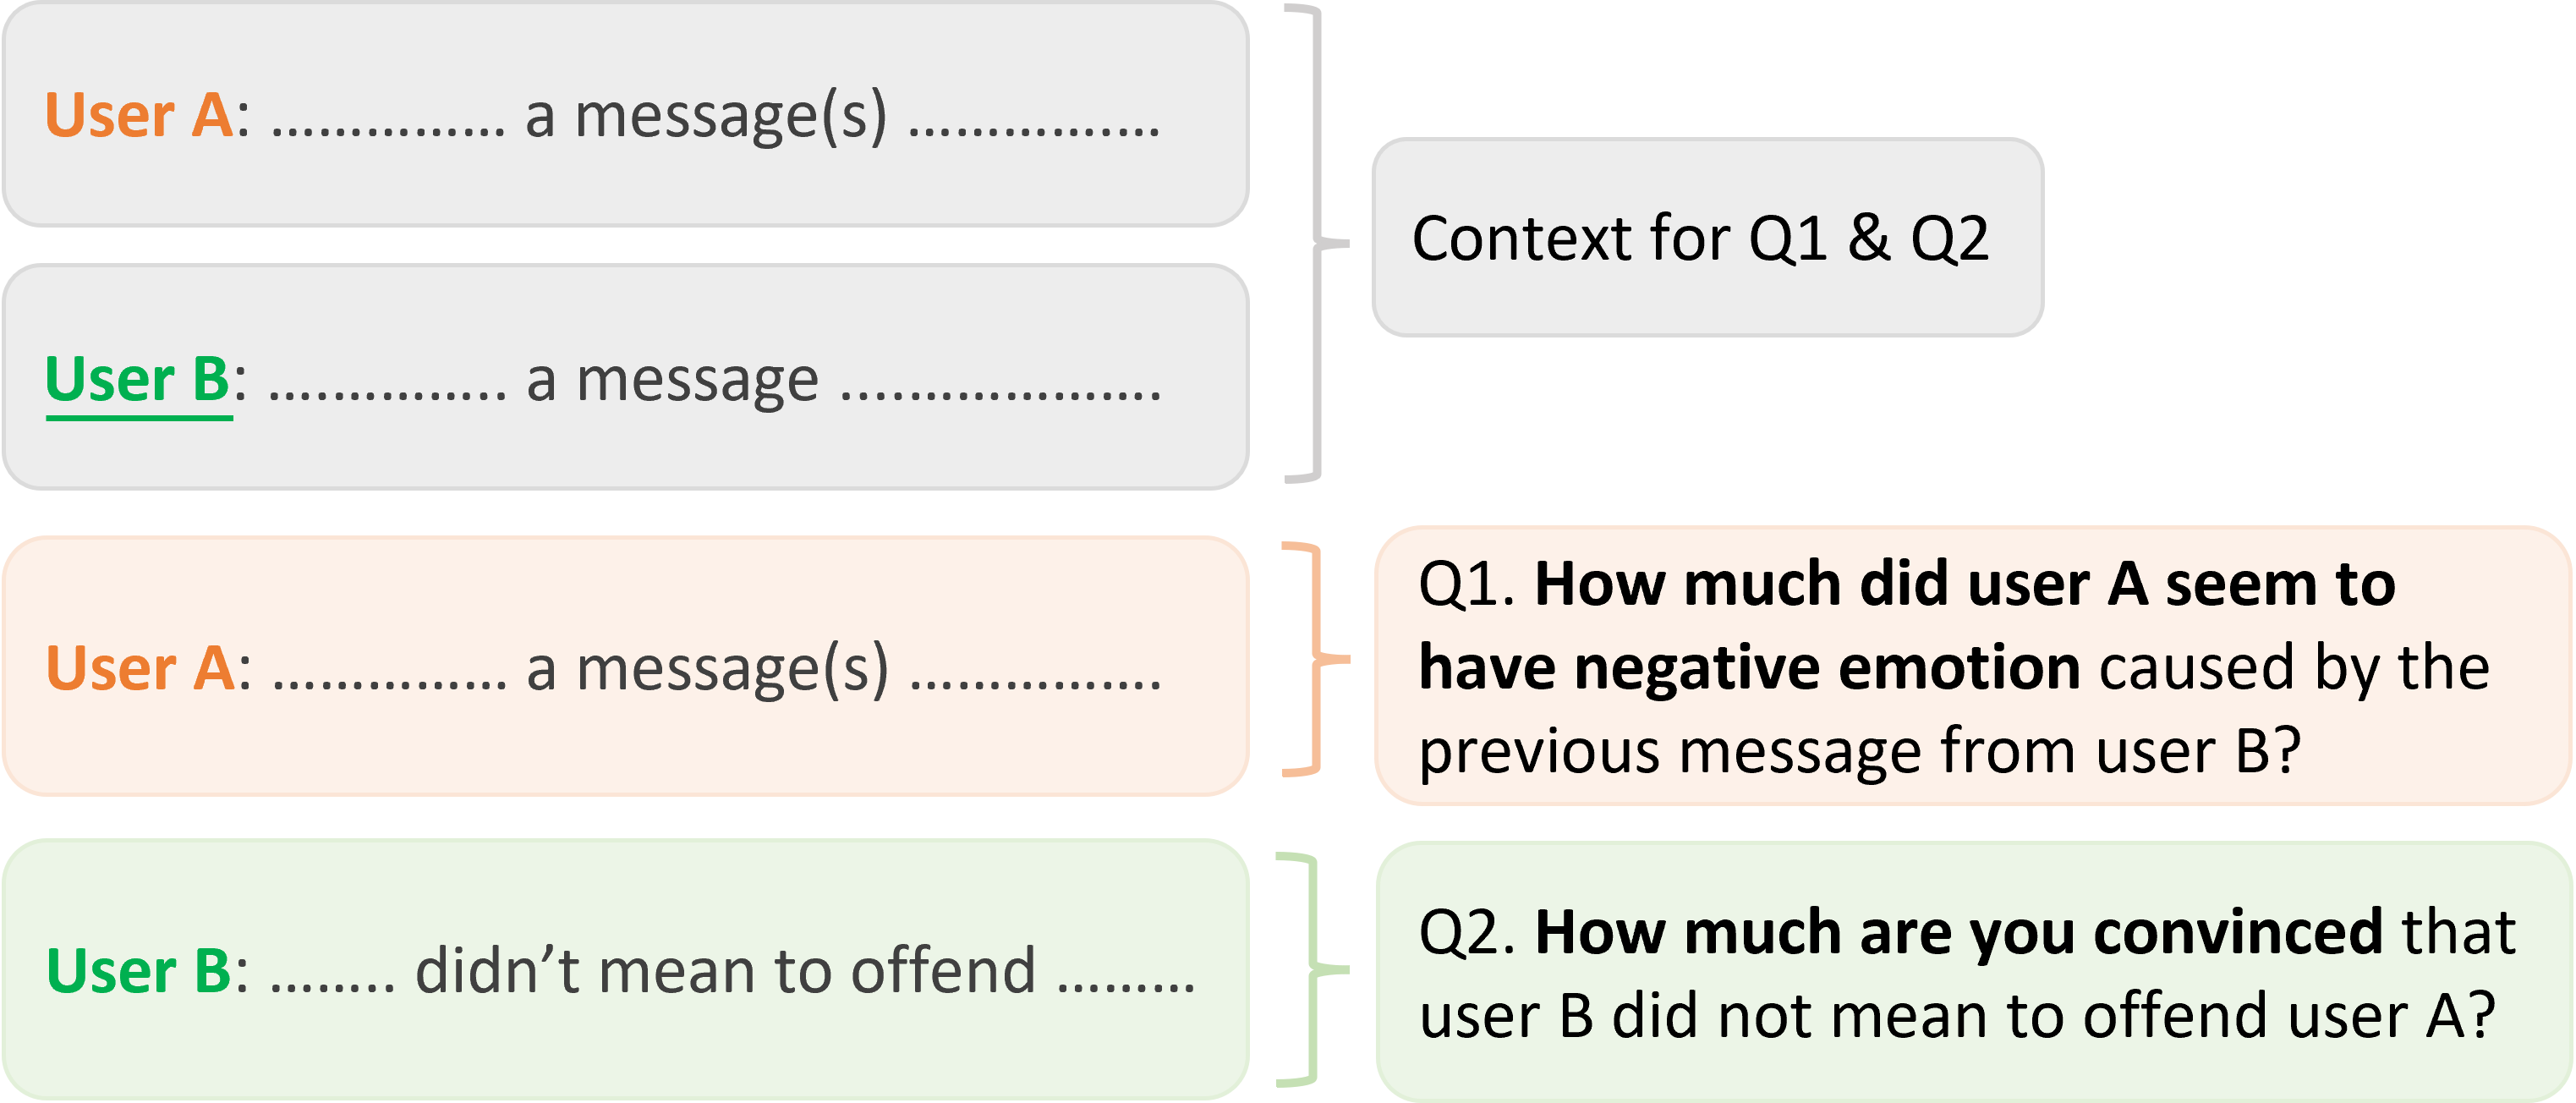 User A: …………… a message(s) …………….
Context for Q1 & Q2
User B: ………….. a message ………………….
User A: …………… a message(s) …………….
Q1. How much did user A seem to
have negative emotion caused by the
previous message from user B?
User B: …….. didn’t mean to offend ………
Q2. How much are you convinced that
user B did not mean to offend user A?